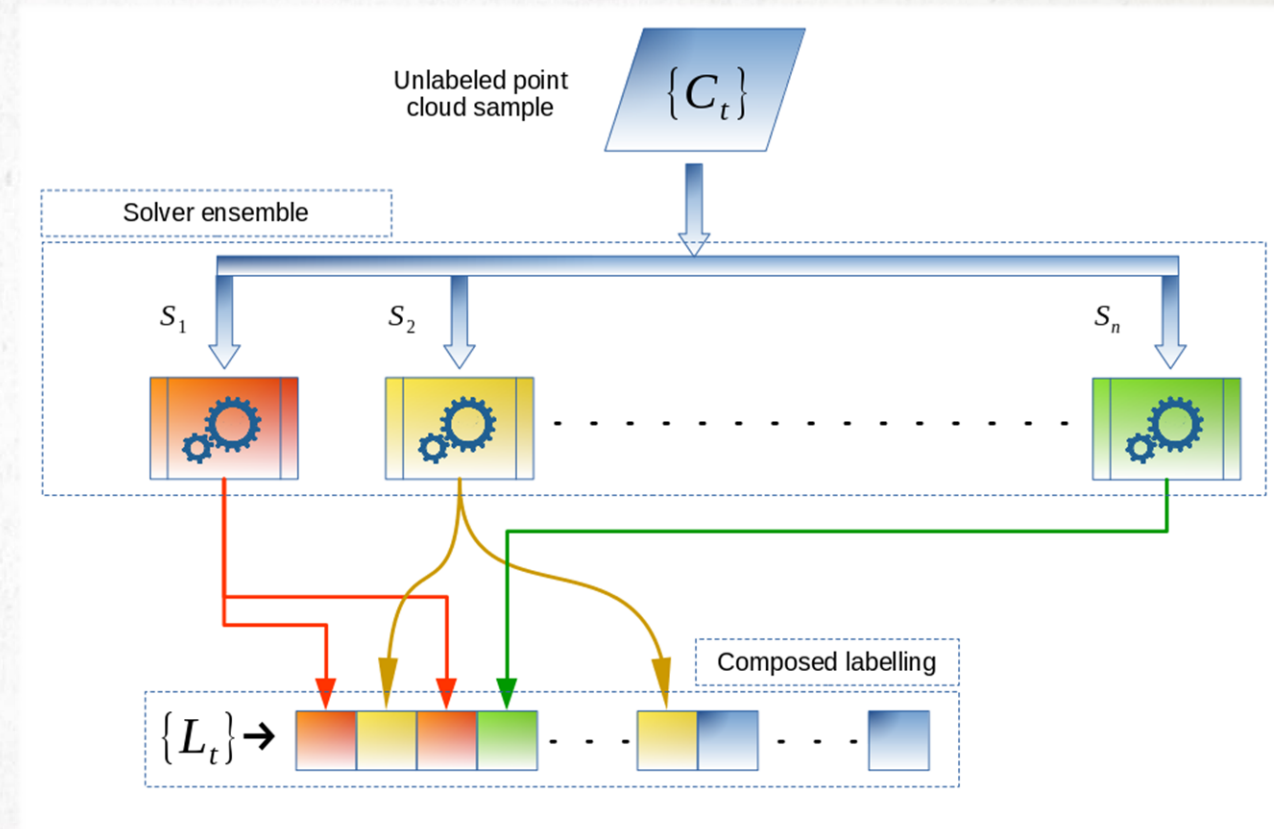 Unlabeled point
cloud sample
{C_t}
Solver ensemble
S_1
S_2
S_n
Composed labelling
{L_t}→